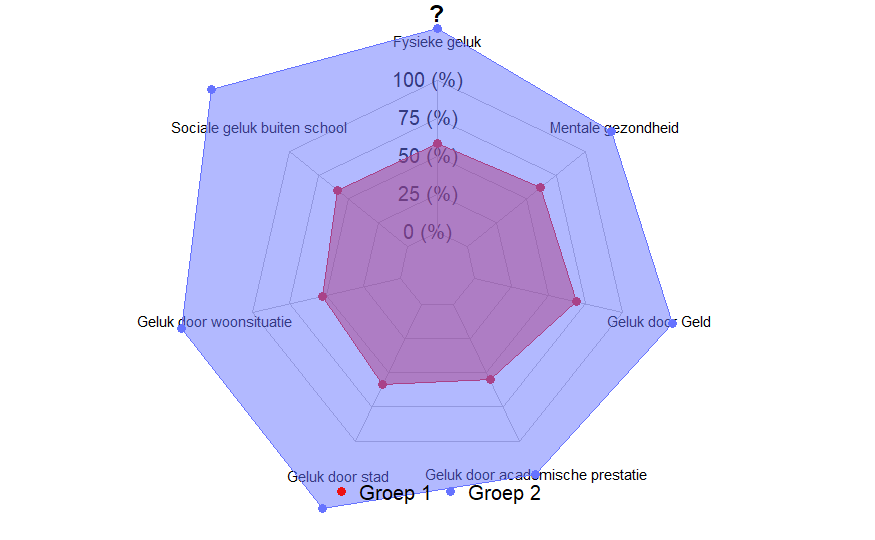 ?
Fysieke geluk
100 (%)
Sociale geluk buiten school
75 (%)
Mentale gezondheid
50 (%)
25 (%)
0 (%)
Geluk door woonsituatie
Geluk door Geld
Geluk door stad
Geluk door academische prestatie
Groep 1
Groep 2